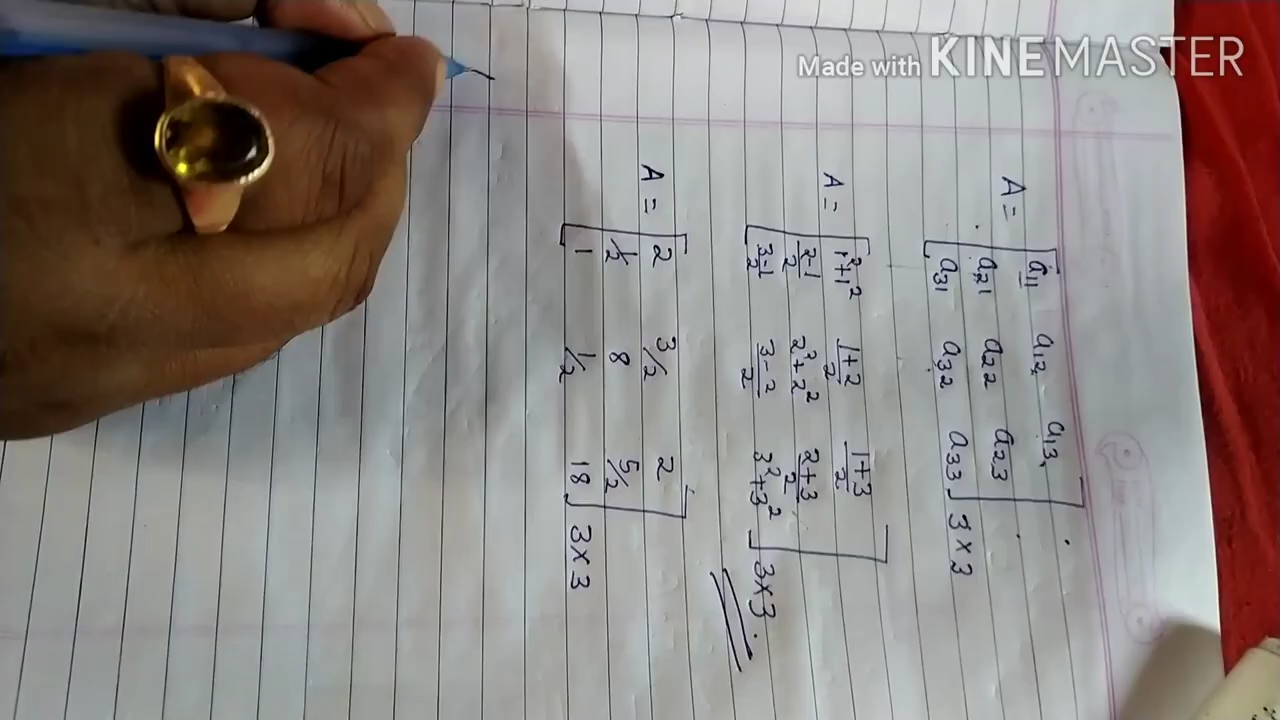 Made with KINEMASTER
A = [ a11 a12 a13
a21 a22 a23
a31 a32 a33 ] 3×3
A = [ 1²+1² 1+2/2 1+3/2
2-1/2 2²+2² 2+3/2
3-1/2 3-2/2 3²+3² ] 3×3.
A = [ 2 3/2 2
1/2 8 5/2
1 1/2 18 ] 3×3